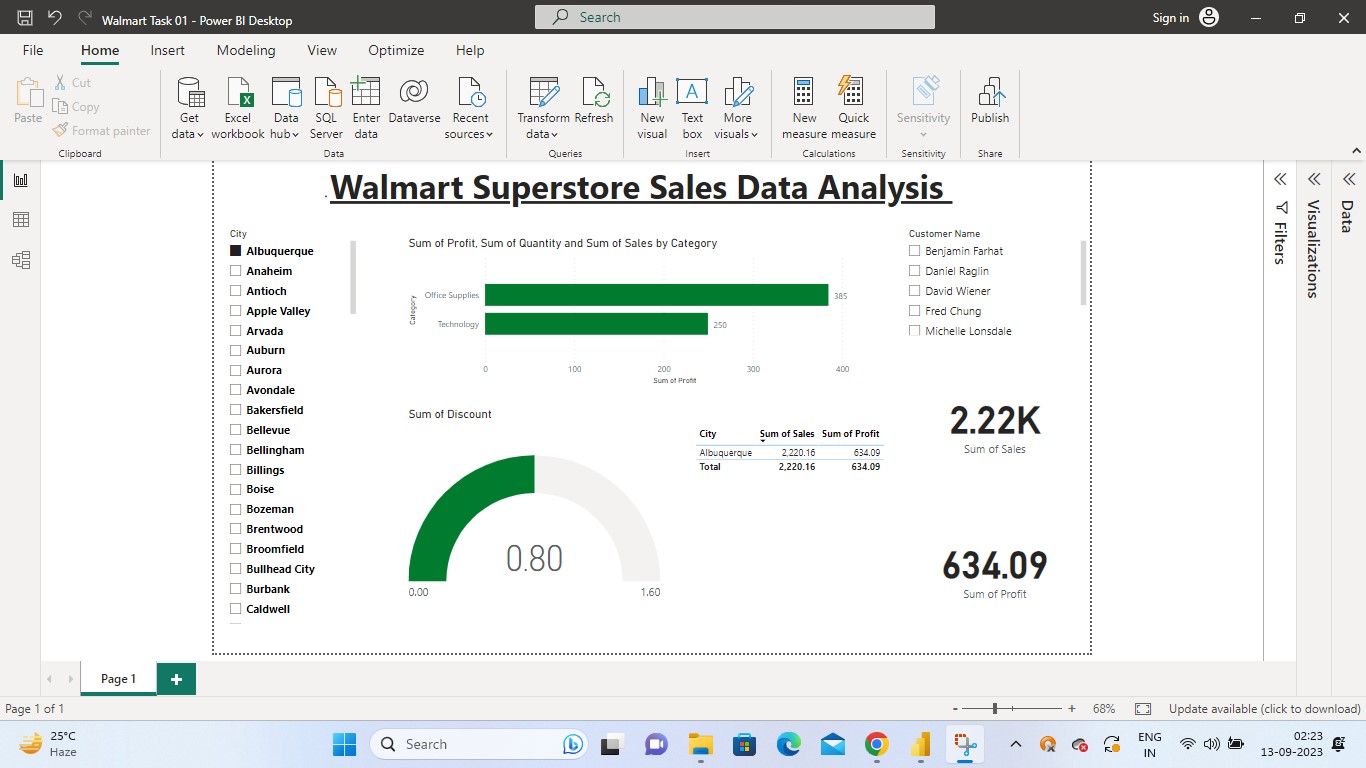 Walmart Task 01 - Power BI Desktop
Search
Sign in
File Home Insert Modeling View Optimize Help
Paste
Cut
Copy
Format painter
Clipboard
Get data
Excel workbook
Data hub
SQL Server
Enter data
Dataverse
Recent sources
Data
Transform data
Refresh
Queries
New visual
Text box
More visuals
Insert
New measure
Quick measure
Calculations
Sensitivity
Sensitivity
Publish
Share
Walmart Superstore Sales Data Analysis
City
Albuquerque
Anaheim
Antioch
Apple Valley
Arvada
Auburn
Aurora
Avondale
Bakersfield
Bellevue
Bellingham
Billings
Boise
Bozeman
Brentwood
Broomfield
Bullhead City
Burbank
Caldwell
Sum of Profit, Sum of Quantity and Sum of Sales by Category
Category
Office Supplies 385
Technology 250
0 100 200 300 400
Sum of Profit
Customer Name
Benjamin Farhat
Daniel Raglin
David Wiener
Fred Chung
Michelle Lonsdale
Sum of Discount
0.80
0.00 1.60
City Sum of Sales Sum of Profit
Albuquerque 2,220.16 634.09
Total 2,220.16 634.09
2.22K
Sum of Sales
634.09
Sum of Profit
Filters
Visualizations
Data
Page 1
Page 1 of 1
- + 68%
Update available (click to download)
25°C
Haze
Search
ENG
IN
02:23
13-09-2023